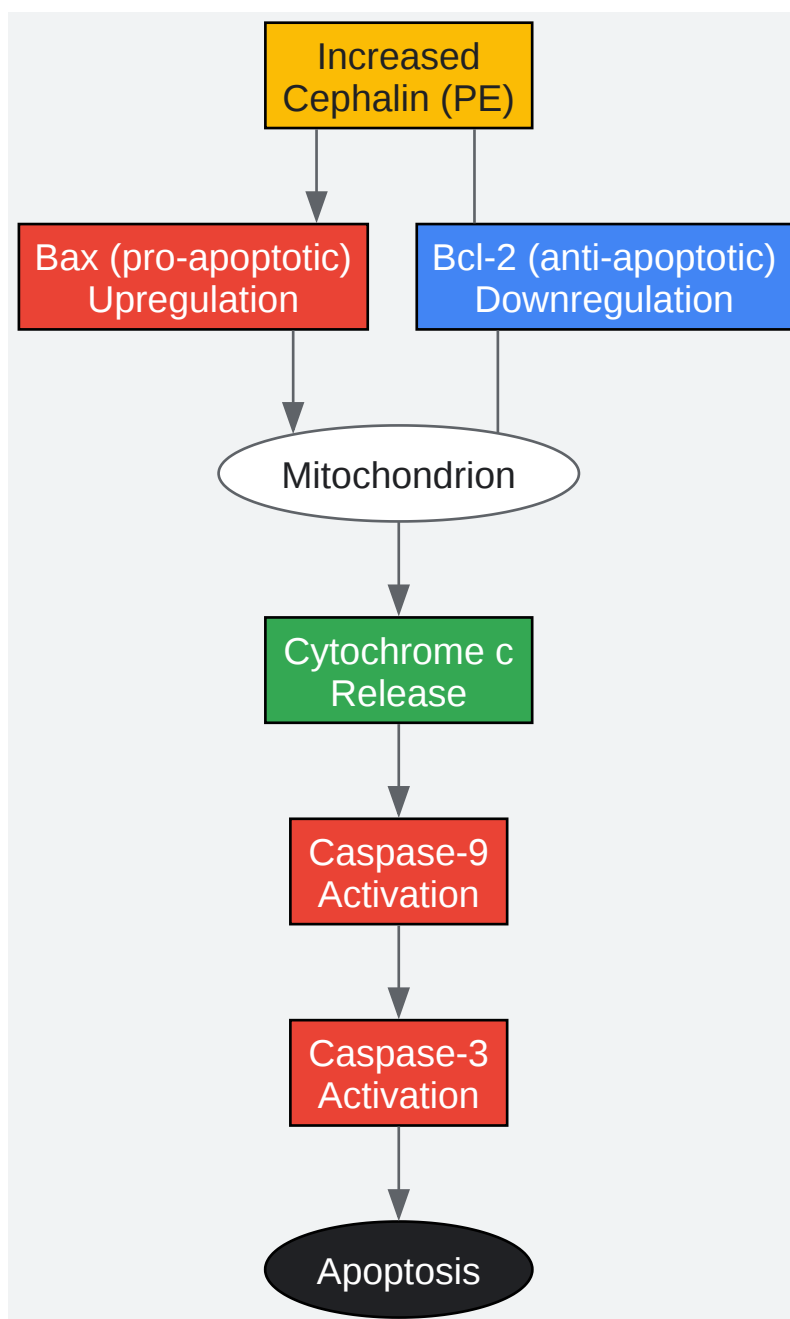 Increased
Cephalin (PE)
Bax (pro-apoptotic)
Upregulation
Bcl-2 (anti-apoptotic)
Downregulation
Mitochondrion
Cytochrome c
Release
Caspase-9
Activation
Caspase-3
Activation
Apoptosis